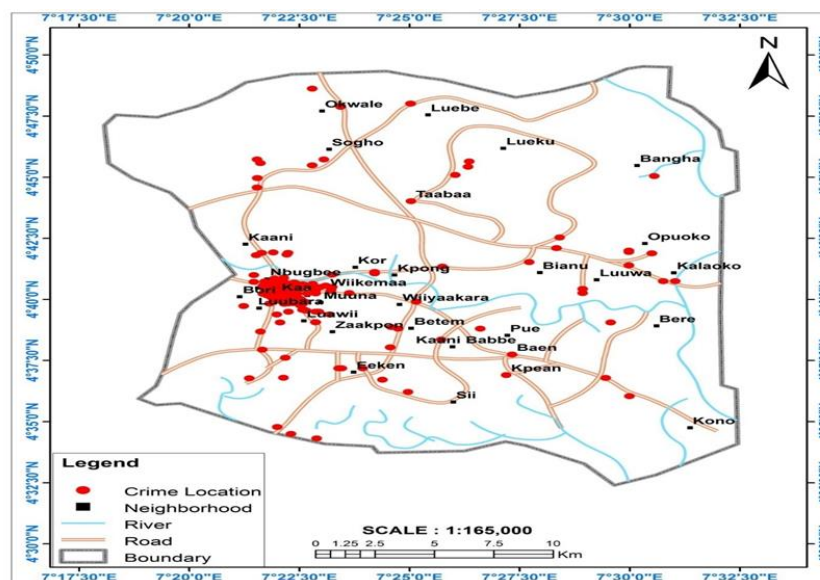 7°17'30"E 7°20'0"E 7°22'30"E 7°25'0"E 7°27'30"E 7°30'0"E 7°32'30"E
N
4°50'0"N
4°47'30"N
4°45'0"N
4°42'30"N
4°40'0"N
4°37'30"N
4°35'0"N
4°32'30"N
4°30'0"N
Okwale
Luebe
Sogho
Lueku
Bangha
Taabaa
Kaani
Opuoko
Kor
Kpong
Bianu
Kalaoko
Luuwa
Nbugbee
Kaa
Wiikemaa
Bori
Muuna
Luubara
Wiiyaakara
Luawii
Zaakpon
Betem
Pue
Bere
Kaani Babbe
Baen
Eeken
Kpean
Sii
Kono
Legend
Crime Location
Neighborhood
River
Road
Boundary
SCALE : 1:165,000
0 1.25 2.5 5 7.5 10
Km
7°17'30"E 7°20'0"E 7°22'30"E 7°25'0"E 7°27'30"E 7°30'0"E 7°32'30"E